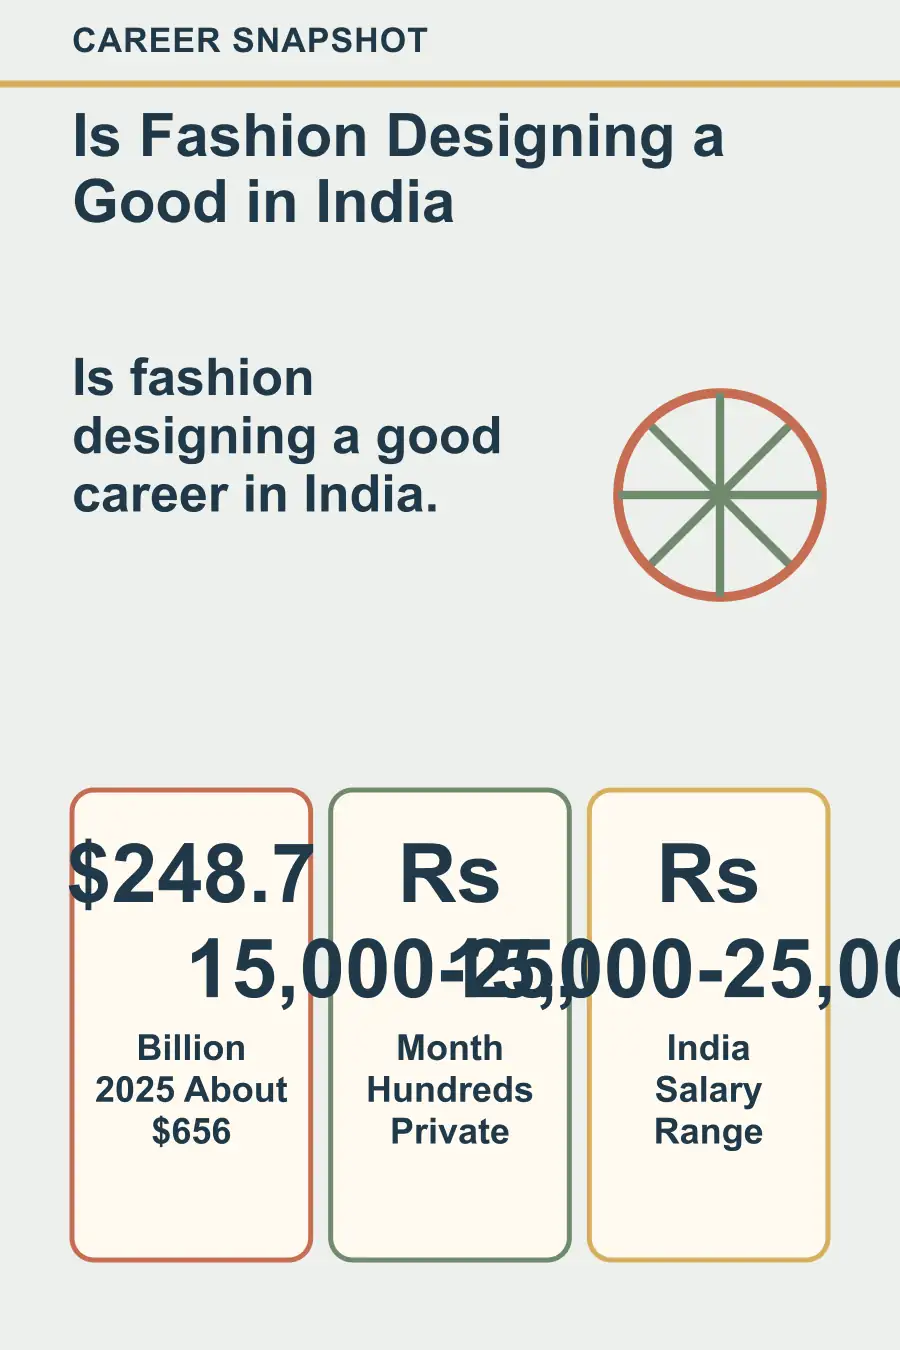 CAREER SNAPSHOT
Is Fashion Designing a
Good in India
Is fashion
designing a good
career in India.
$248.7
Billion
2025 About
$656
Rs
Month
Hundreds
Private
Rs
India
Salary
Range